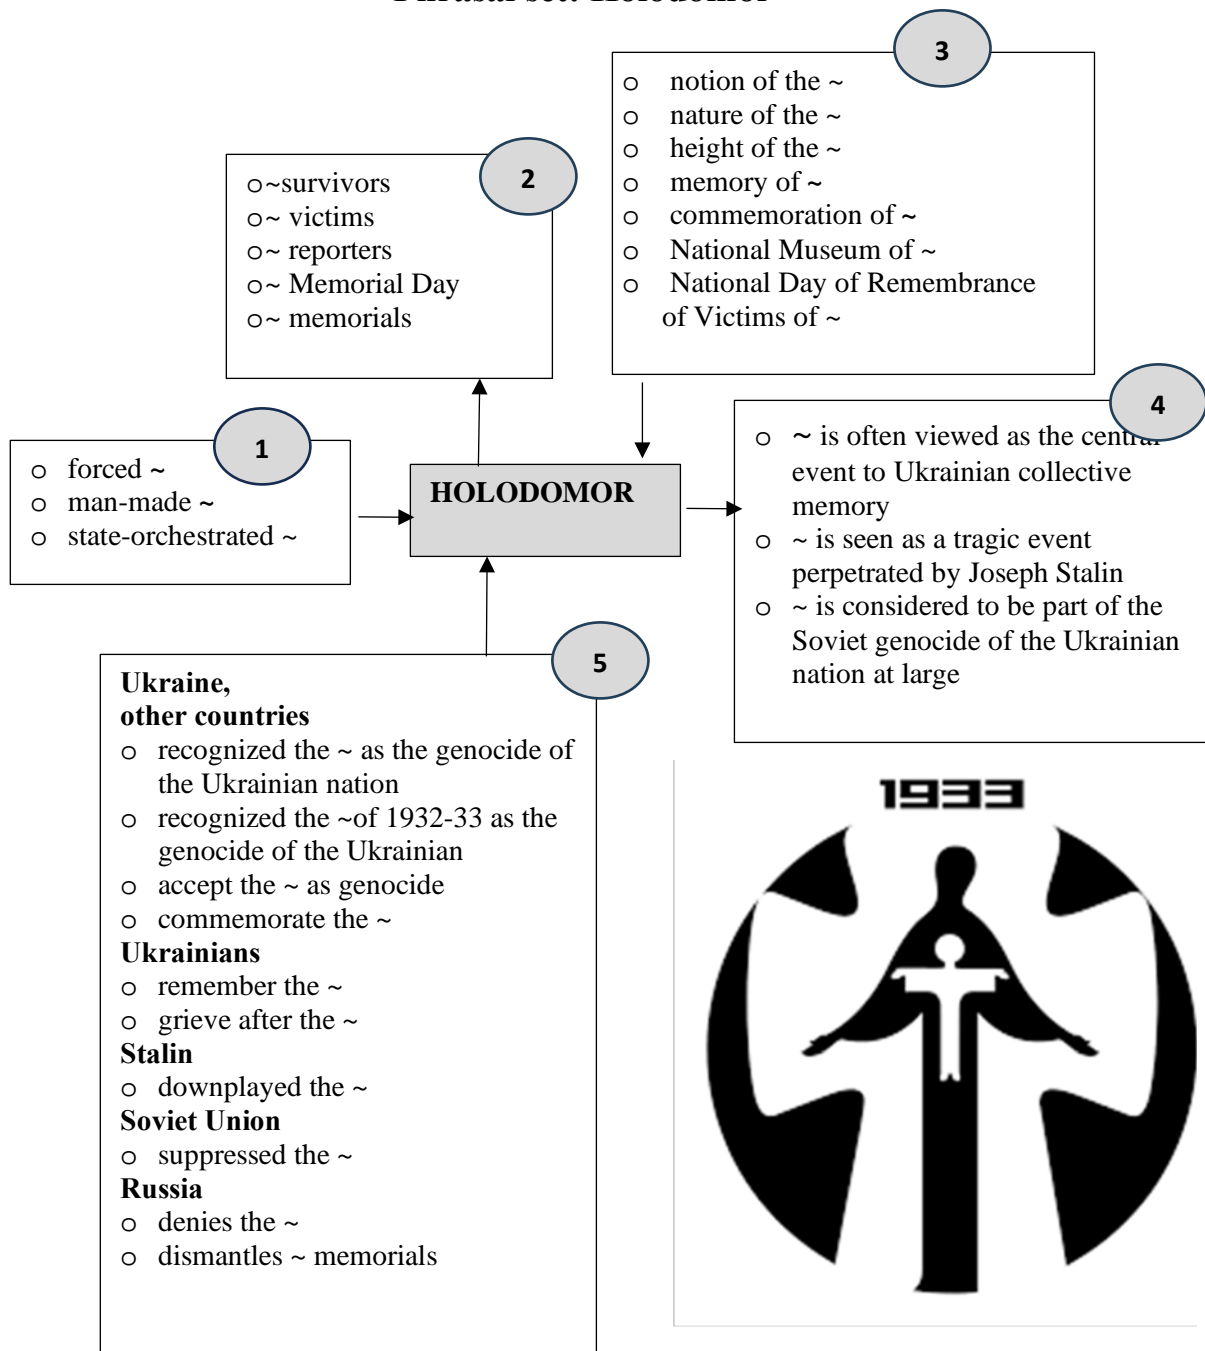 Phrasal set: Holodomor
3
o notion of the ~
o nature of the ~
o height of the ~
o memory of ~
o commemoration of ~
o National Museum of ~
o National Day of Remembrance
of Victims of ~
2
o~survivors
o~ victims
o~ reporters
o~ Memorial Day
o~ memorials
1
o forced ~
o man-made ~
o state-orchestrated ~
HOLODOMOR
4
o ~ is often viewed as the central
event to Ukrainian collective
memory
o ~ is seen as a tragic event
perpetrated by Joseph Stalin
o ~ is considered to be part of the
Soviet genocide of the Ukrainian
nation at large
5
Ukraine,
other countries
o recognized the ~ as the genocide of
the Ukrainian nation
o recognized the ~of 1932-33 as the
genocide of the Ukrainian
o accept the ~ as genocide
o commemorate the ~
Ukrainians
o remember the ~
o grieve after the ~
Stalin
o downplayed the ~
Soviet Union
o suppressed the ~
Russia
o denies the ~
o dismantles ~ memorials
1933